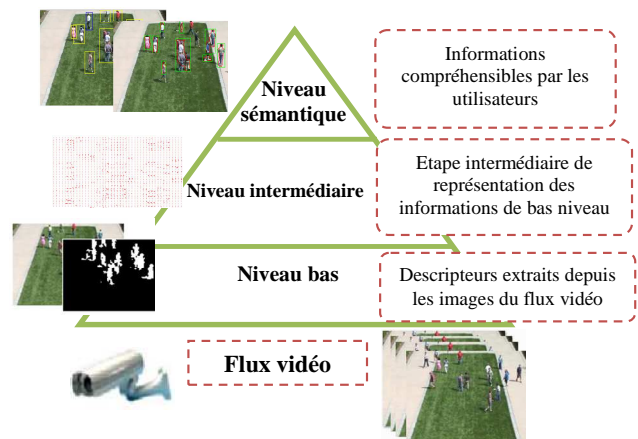 Niveau
sémantique
Informations
compréhensibles par les
utilisateurs
Niveau intermédiaire
Etape intermédiaire de
représentation des
informations de bas niveau
Niveau bas
Descripteurs extraits depuis
les images du flux vidéo
Flux vidéo